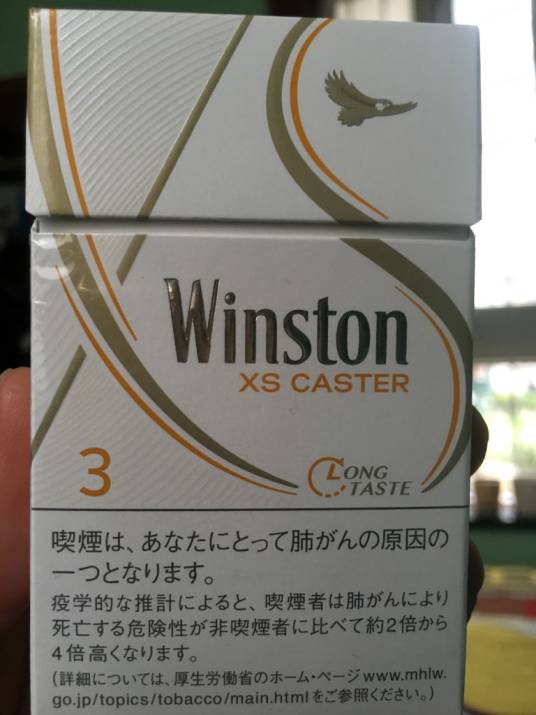 Winston
XS CASTER
3
LONG
TASTE
喫煙は、あなたにとって肺がんの原因の
一つとなります。
疫学的な推計によると、喫煙者は肺がんにより
死亡する危険性が非喫煙者に比べて約2倍から
4倍高くなります。
(詳細については、厚生労働省のホーム・ページwww.mhlw.
go.jp/topics/tobacco/main.htmlをご参照ください。)